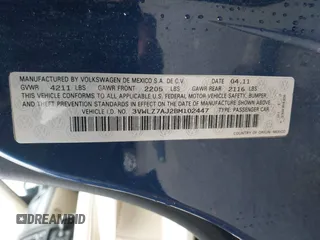 MANUFACTURED BY VOLKSWAGEN DE MEXICO S.A. DE C.V. 04.11
GVWR 4211 LBS GAWR FRONT 2205 LBS GAWR REAR 2116 LBS
THIS VEHICLE CONFORMS TO ALL APPLICABLE U.S. FEDERAL MOTOR VEHICLE SAFETY, BUMPER,
AND THEFT PREVENTION STANDARDS IN EFFECT ON THE DATE OF MANUFACTURE SHOWN ABOVE.
VEHICLE IDENT. NO.: 3VWLZ7AJ2BM102447 TYPE: PASSENGER CAR
DREAMBID